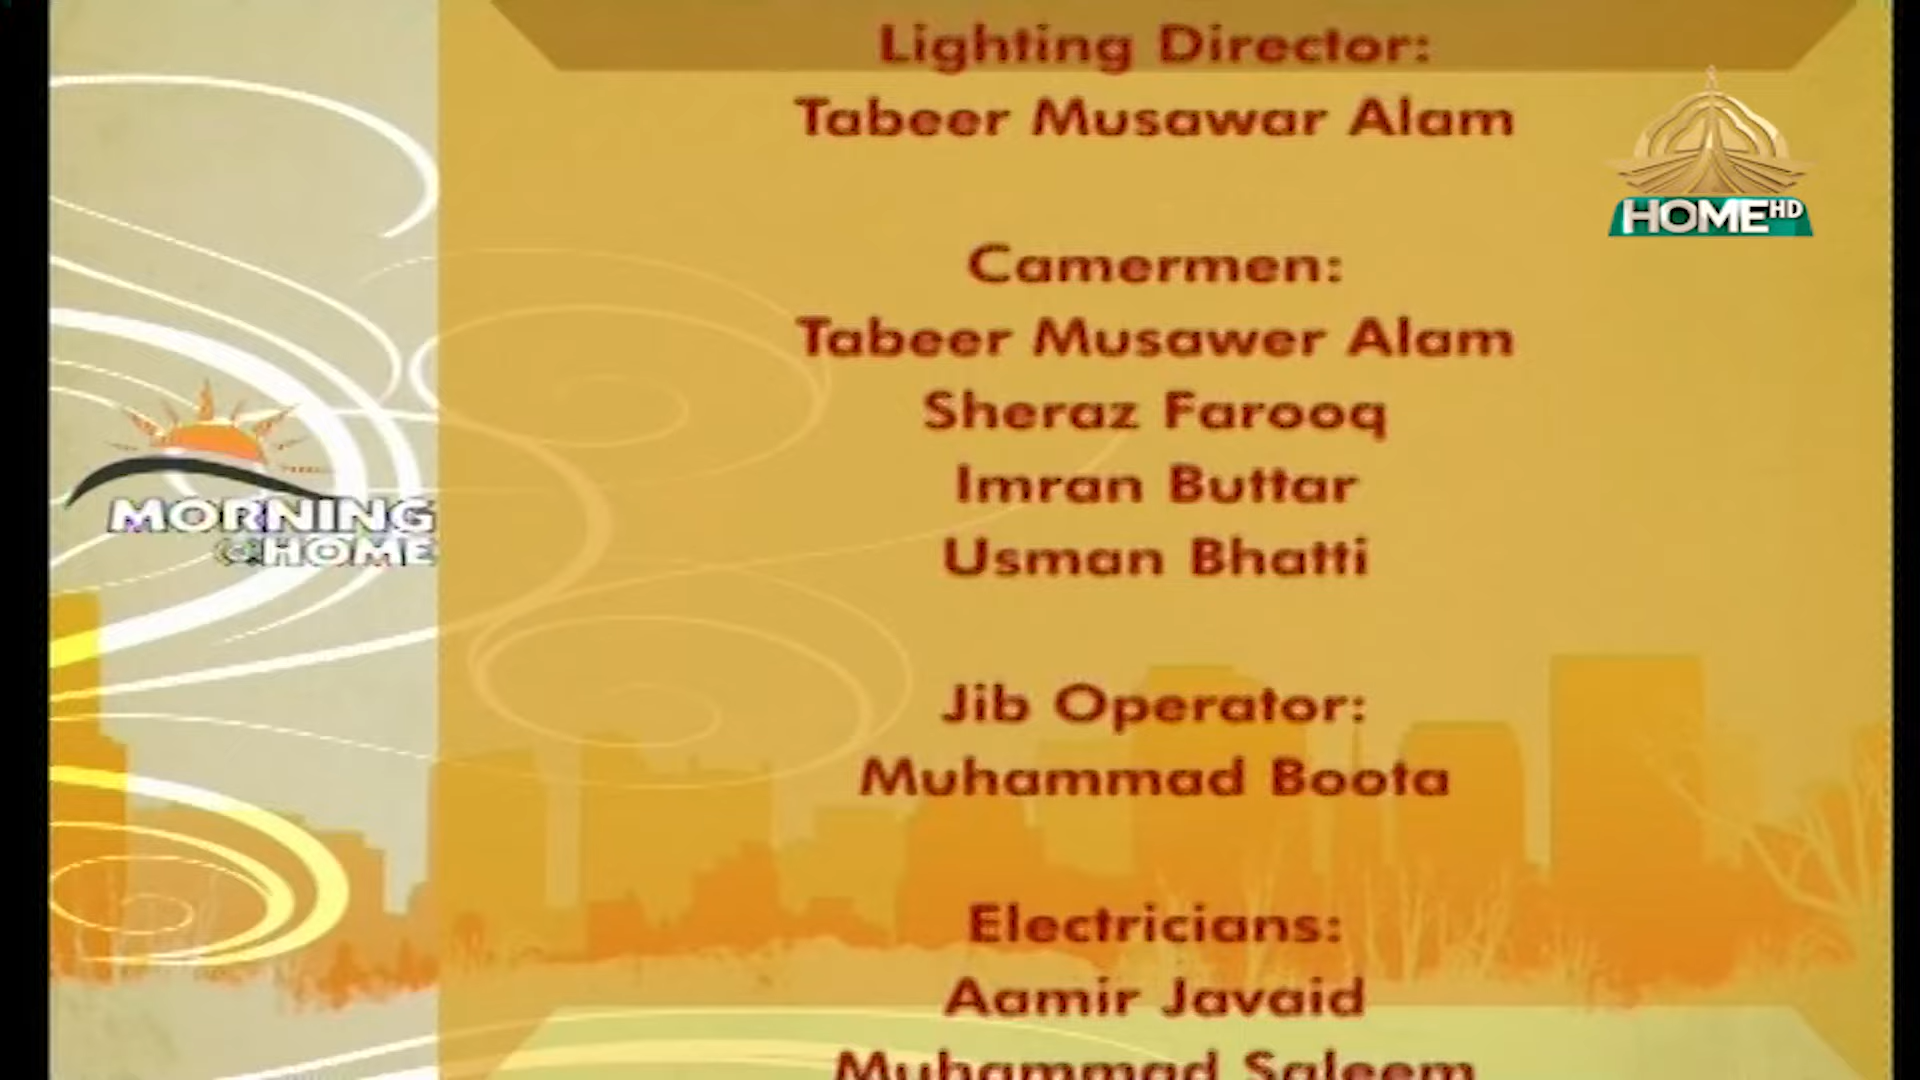 Lighting Director:
Tabeer Musawar Alam
HOME HD
Camermen:
Tabeer Musawer Alam
Sheraz Farooq
Imran Buttar
Usman Bhatti
MORNING
@HOME
Jib Operator:
Muhammad Boota
Electricians:
Aamir Javaid
Muhammad Saleem